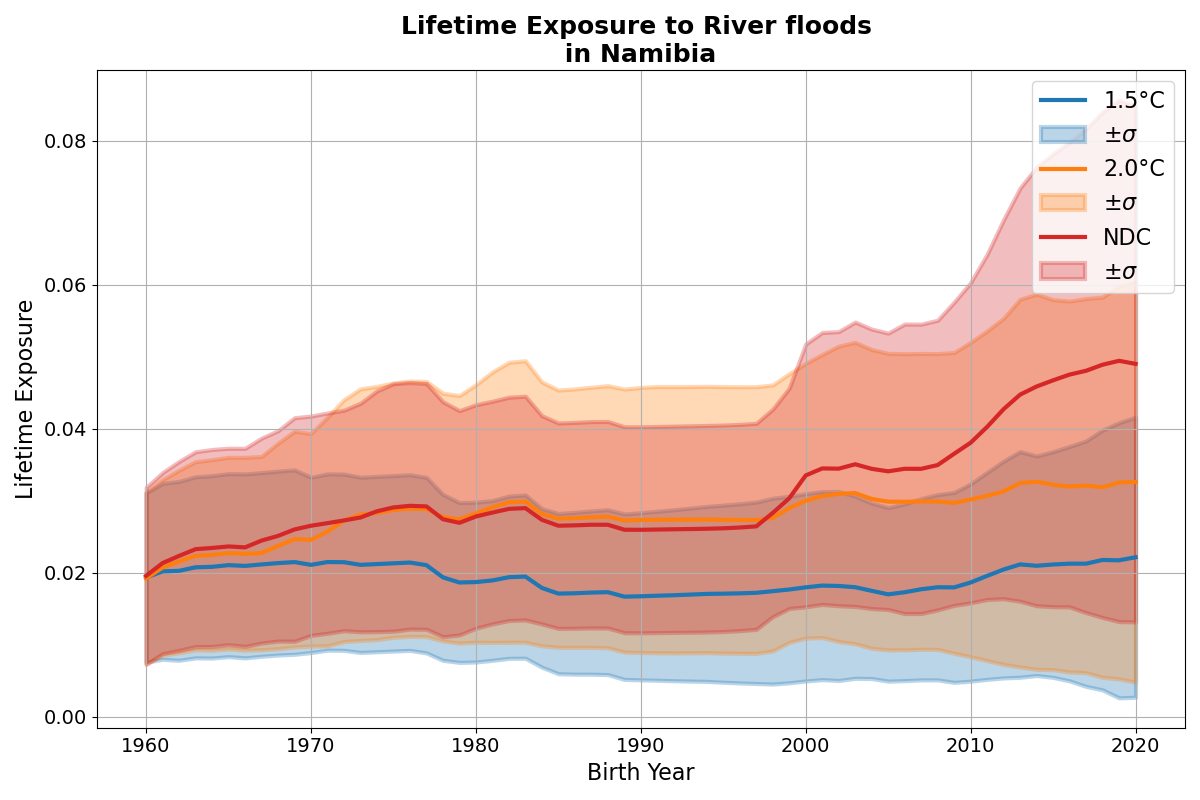 Lifetime Exposure to River floods
in Namibia
Lifetime Exposure
0.08
0.06
0.04
0.02
0.00
1960
1970
1980
1990
2000
2010
2020
Birth Year
1.5°C
±σ
2.0°C
±σ
NDC
±σ